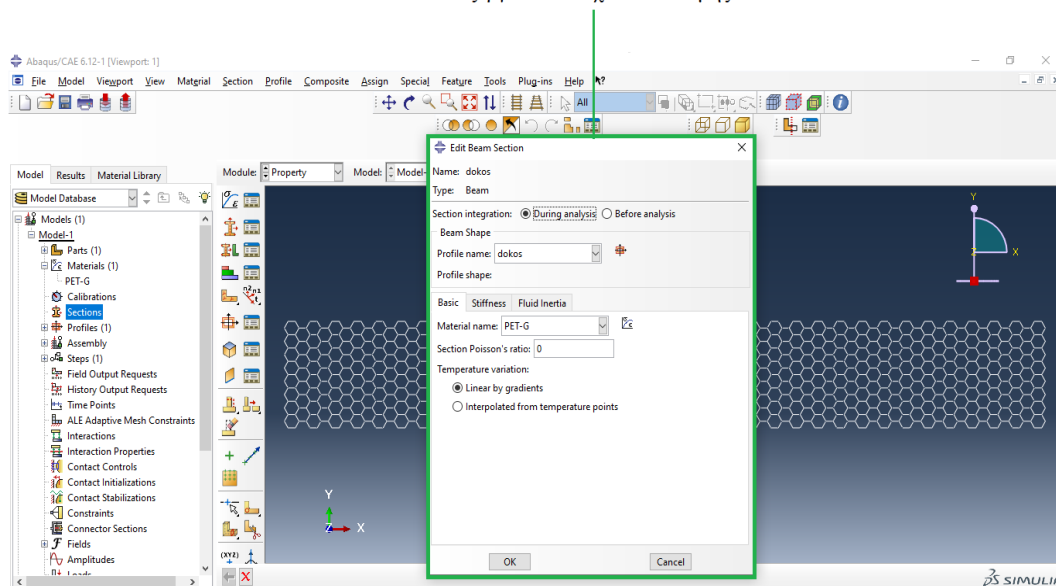 Abaqus/CAE 6.12-1 [Viewport: 1]
File Model Viewport View Material Section Profile Composite Assign Special Feature Tools Plug-ins Help
All
Model Results Material Library
Module: Property Model: Model-
Model Database
Models (1)
Model-1
Parts (1)
Materials (1)
PET-G
Calibrations
Sections
Profiles (1)
Assembly
Steps (1)
Field Output Requests
History Output Requests
Time Points
ALE Adaptive Mesh Constraints
Interactions
Interaction Properties
Contact Controls
Contact Initializations
Contact Stabilizations
Constraints
Connector Sections
Fields
Amplitudes
Edit Beam Section
Name: dokos
Type: Beam
Section integration: During analysis Before analysis
Beam Shape
Profile name: dokos
Profile shape:
Basic Stiffness Fluid Inertia
Material name: PET-G
Section Poisson's ratio: 0
Temperature variation:
Linear by gradients
Interpolated from temperature points
OK Cancel
Y
X
Z
Y
Z X
SIMULIA